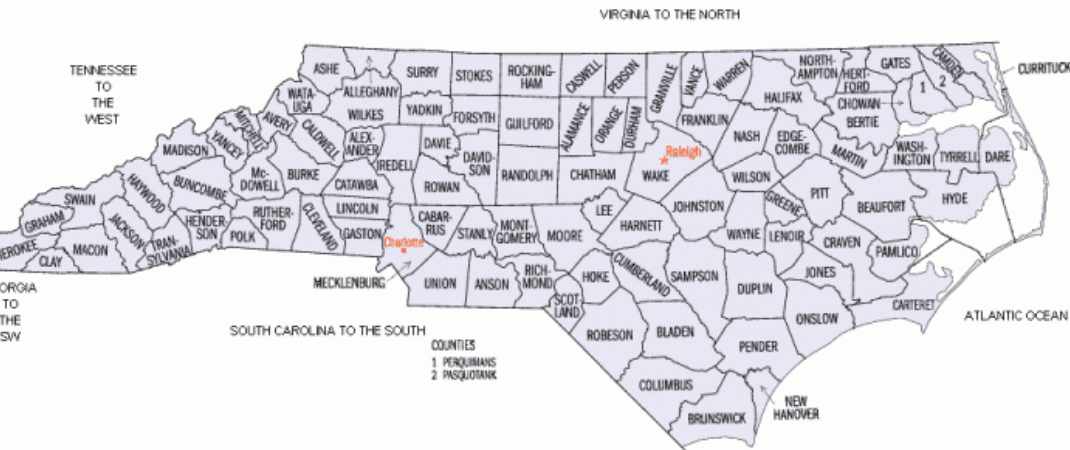 VIRGINIA TO THE NORTH
TENNESSEE
TO
THE
WEST
ASHE
ALLEGHANY
SURRY
STOKES
ROCKING-
HAM
CASWELL
PERSON
GRANVILLE
VANCE
WARREN
NORTH-
AMPTON
HERT-
FORD
GATES
CAMDEN
CURRITUCK
1
2
WATA-
UGA
WILKES
YADKIN
FORSYTH
GUILFORD
ALAMANCE
ORANGE
DURHAM
FRANKLIN
HALIFAX
CHOWAN
BERTIE
MITCHELL
AVERY
CALDWELL
ALEX-
ANDER
IREDELL
DAVIE
DAVID-
SON
RANDOLPH
CHATHAM
Raleigh
WAKE
NASH
EDGE-
COMBE
MARTIN
WASH-
INGTON
TYRRELL
DARE
MADISON
YANCEY
Mc-
DOWELL
BURKE
CATAWBA
ROWAN
WILSON
PITT
BEAUFORT
HYDE
SWAIN
HAYWOOD
BUNCOMBE
RUTHER-
FORD
CLEVELAND
LINCOLN
GASTON
CABAR-
RUS
STANLY
MONT-
GOMERY
MOORE
LEE
HARNETT
JOHNSTON
GREENE
WAYNE
LENOIR
CRAVEN
PAMLICO
GRAHAM
JACKSON
HENDER-
SON
POLK
Charlotte
EROKEE
MACON
TRAN-
SYLVANIA
CLAY
MECKLENBURG
UNION
ANSON
RICH-
MOND
HOKE
CUMBERLAND
SAMPSON
DUPLIN
JONES
CARTERET
SCOT-
LAND
ONSLOW
ORGIA
TO
THE
SW
SOUTH CAROLINA TO THE SOUTH
ATLANTIC OCEAN
ROBESON
BLADEN
PENDER
COUNTIES
1 PERQUIMANS
2 PASQUOTANK
COLUMBUS
BRUNSWICK
NEW
HANOVER